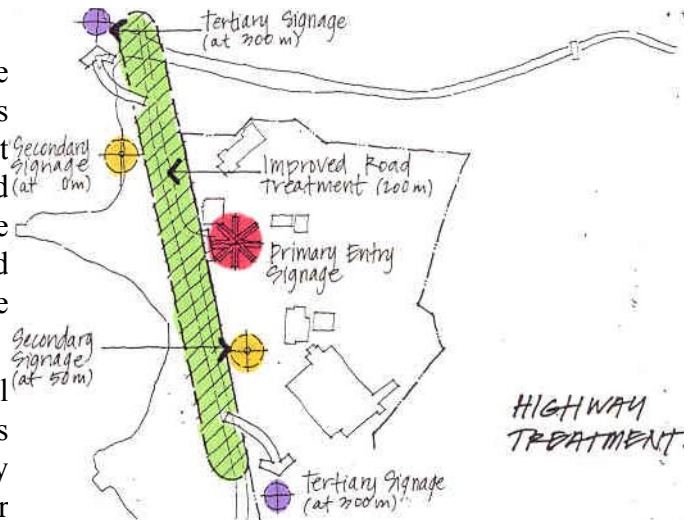 Tertiary Signage
(at 300m)
Secondary
Signage
(at 0m)
Improved Road
Treatment (200m)
Primary Entry
Signage
Secondary
Signage
(at 50m)
HIGHWAY
TREATMENT
Tertiary Signage
(at 300m)